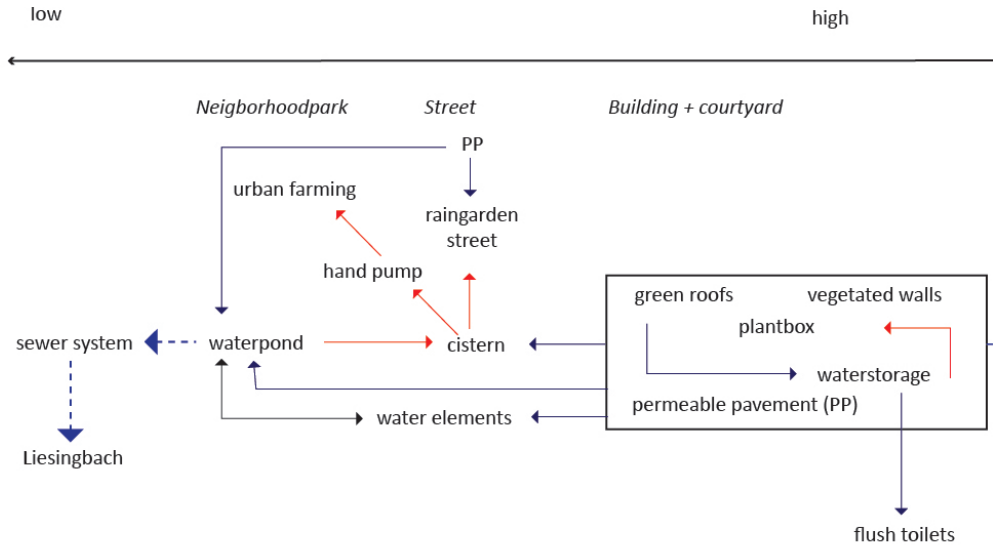 low
high
Neigborhoodpark
Street
Building + courtyard
PP
urban farming
raingarden
street
hand pump
green roofs
vegetated walls
plantbox
sewer system
waterpond
cistern
waterstorage
permeable pavement (PP)
water elements
Liesingbach
flush toilets